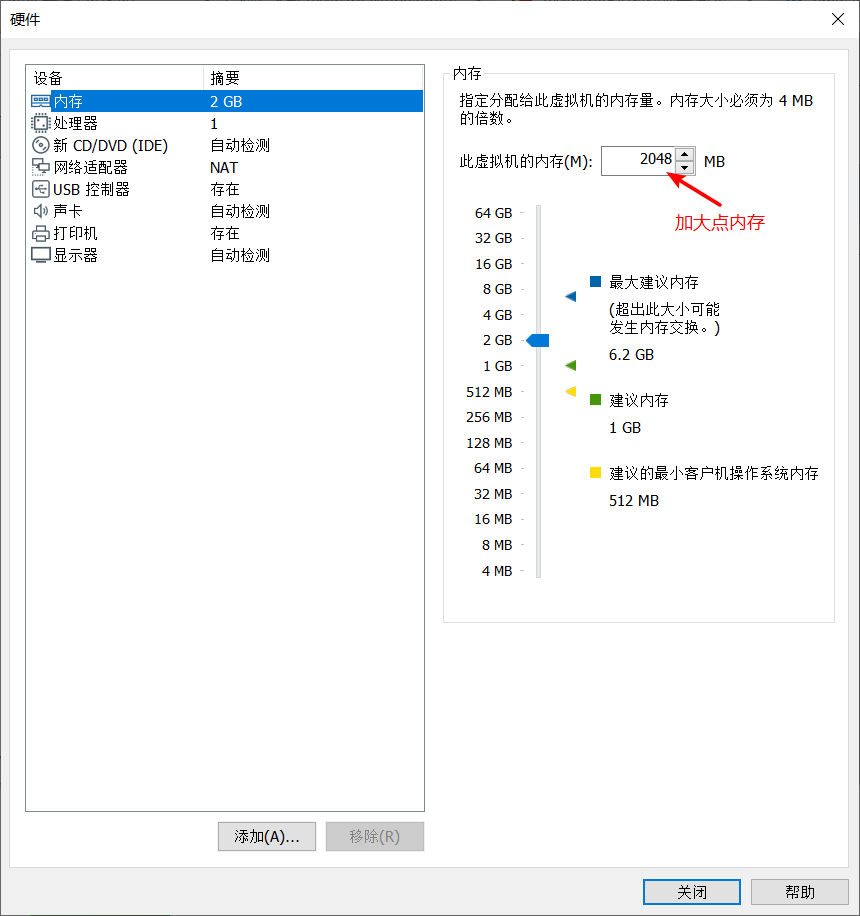 硬件
设备 摘要
内存 2 GB
处理器 1
新 CD/DVD (IDE) 自动检测
网络适配器 NAT
USB 控制器 存在
声卡 自动检测
打印机 存在
显示器 自动检测
添加(A)...
移除(R)
内存
指定分配给此虚拟机的内存量。内存大小必须为 4 MB
的倍数。
此虚拟机的内存(M): 2048 MB
加大点内存
64 GB
32 GB
16 GB
8 GB
4 GB
2 GB
1 GB
512 MB
256 MB
128 MB
64 MB
32 MB
16 MB
8 MB
4 MB
最大建议内存
(超出此大小可能
发生内存交换。)
6.2 GB
建议内存
1 GB
建议的最小客户机操作系统内存
512 MB
关闭
帮助